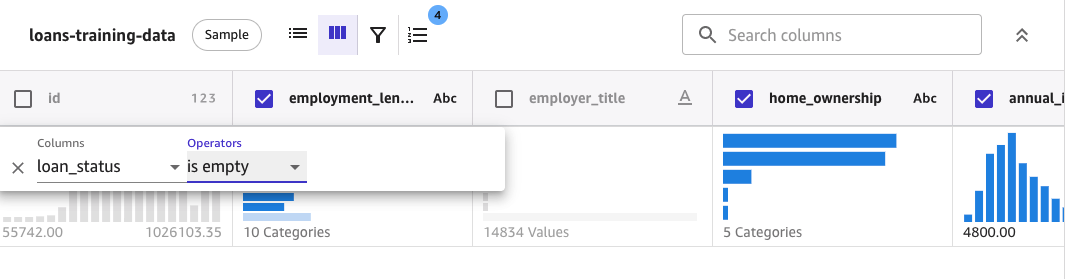 4
loans-training-data Sample Search columns
id 123 employment_len... Abc employer_title A home_ownership Abc annual_i
Columns Operators
loan_status is empty
55742.00 1026103.35 10 Categories 14834 Values 5 Categories 4800.00